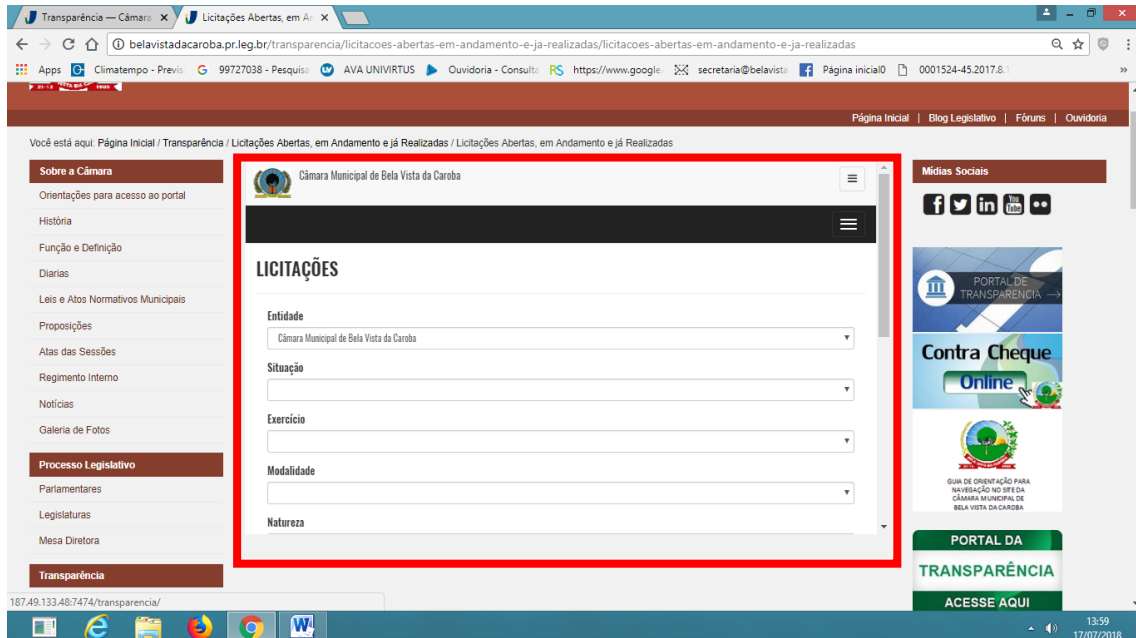 Transparência — Câmara
Licitações Abertas, em An
belavistadacaroba.pr.leg.br/transparencia/licitacoes-abertas-em-andamento-e-ja-realizadas/licitacoes-abertas-em-andamento-e-ja-realizadas
Apps Climatempo - Previs 99727038 - Pesquisa AVA UNIVIRTUS Ouvidoria - Consulta https://www.google. secretaria@belavista Página inicial0 0001524-45.2017.8.1 »
Página Inicial | Blog Legislativo | Fóruns | Ouvidoria
Você está aqui: Página Inicial / Transparência / Licitações Abertas, em Andamento e já Realizadas / Licitações Abertas, em Andamento e já Realizadas
Sobre a Câmara
Orientações para acesso ao portal
História
Função e Definição
Diarias
Leis e Atos Normativos Municipais
Proposições
Atas das Sessões
Regimento Interno
Notícias
Galeria de Fotos
Processo Legislativo
Parlamentares
Legislaturas
Mesa Diretora
Transparência
Câmara Municipal de Bela Vista da Caroba
LICITAÇÕES
Entidade
Câmara Municipal de Bela Vista da Caroba
Situação
Exercício
Modalidade
Natureza
Mídias Sociais
You
Tube
PORTAL DE
TRANSPARÊNCIA
Contra Cheque
Online
GUIA DE ORIENTAÇÃO PARA
NAVEGAÇÃO NO SITE DA
CÂMARA MUNICIPAL DE
BELA VISTA DA CAROBA
PORTAL DA
TRANSPARÊNCIA
ACESSE AQUI
187.49.133.48:7474/transparencia/
13:59
17/07/2018